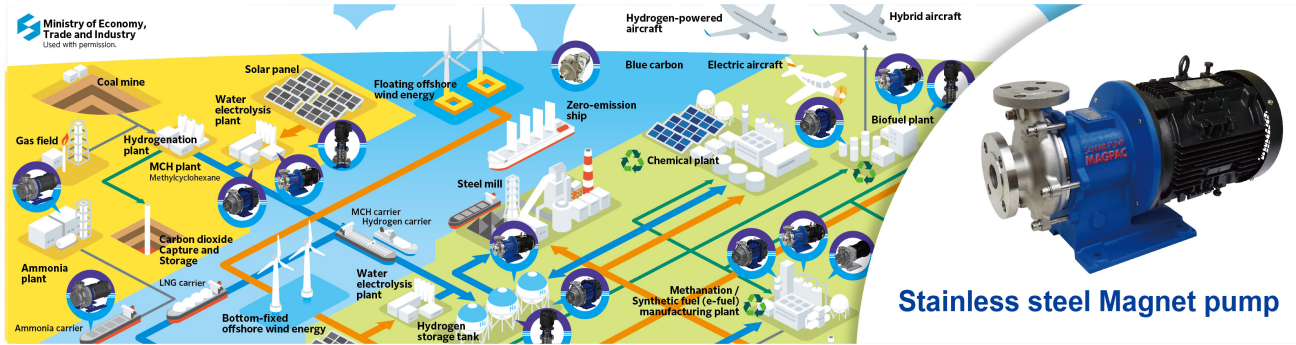 Ministry of Economy,
Trade and Industry
Used with permission.
Coal mine
Solar panel
Gas field
Hydrogenation
plant
Water
electrolysis
plant
MCH plant
Methylcyclohexane
Floating offshore
wind energy
Zero-emission
ship
Blue carbon
Hydrogen-powered
aircraft
Hybrid aircraft
Electric aircraft
Biofuel plant
Chemical plant
Steel mill
MCH carrier
Hydrogen carrier
Carbon dioxide
Capture and
Storage
Ammonia
plant
LNG carrier
Ammonia carrier
Bottom-fixed
offshore wind energy
Water
electrolysis
plant
Hydrogen
storage tank
H2
H2
H2
Methanation /
Synthetic fuel (e-fuel)
manufacturing plant
MAGPAC
Stainless steel Magnet pump